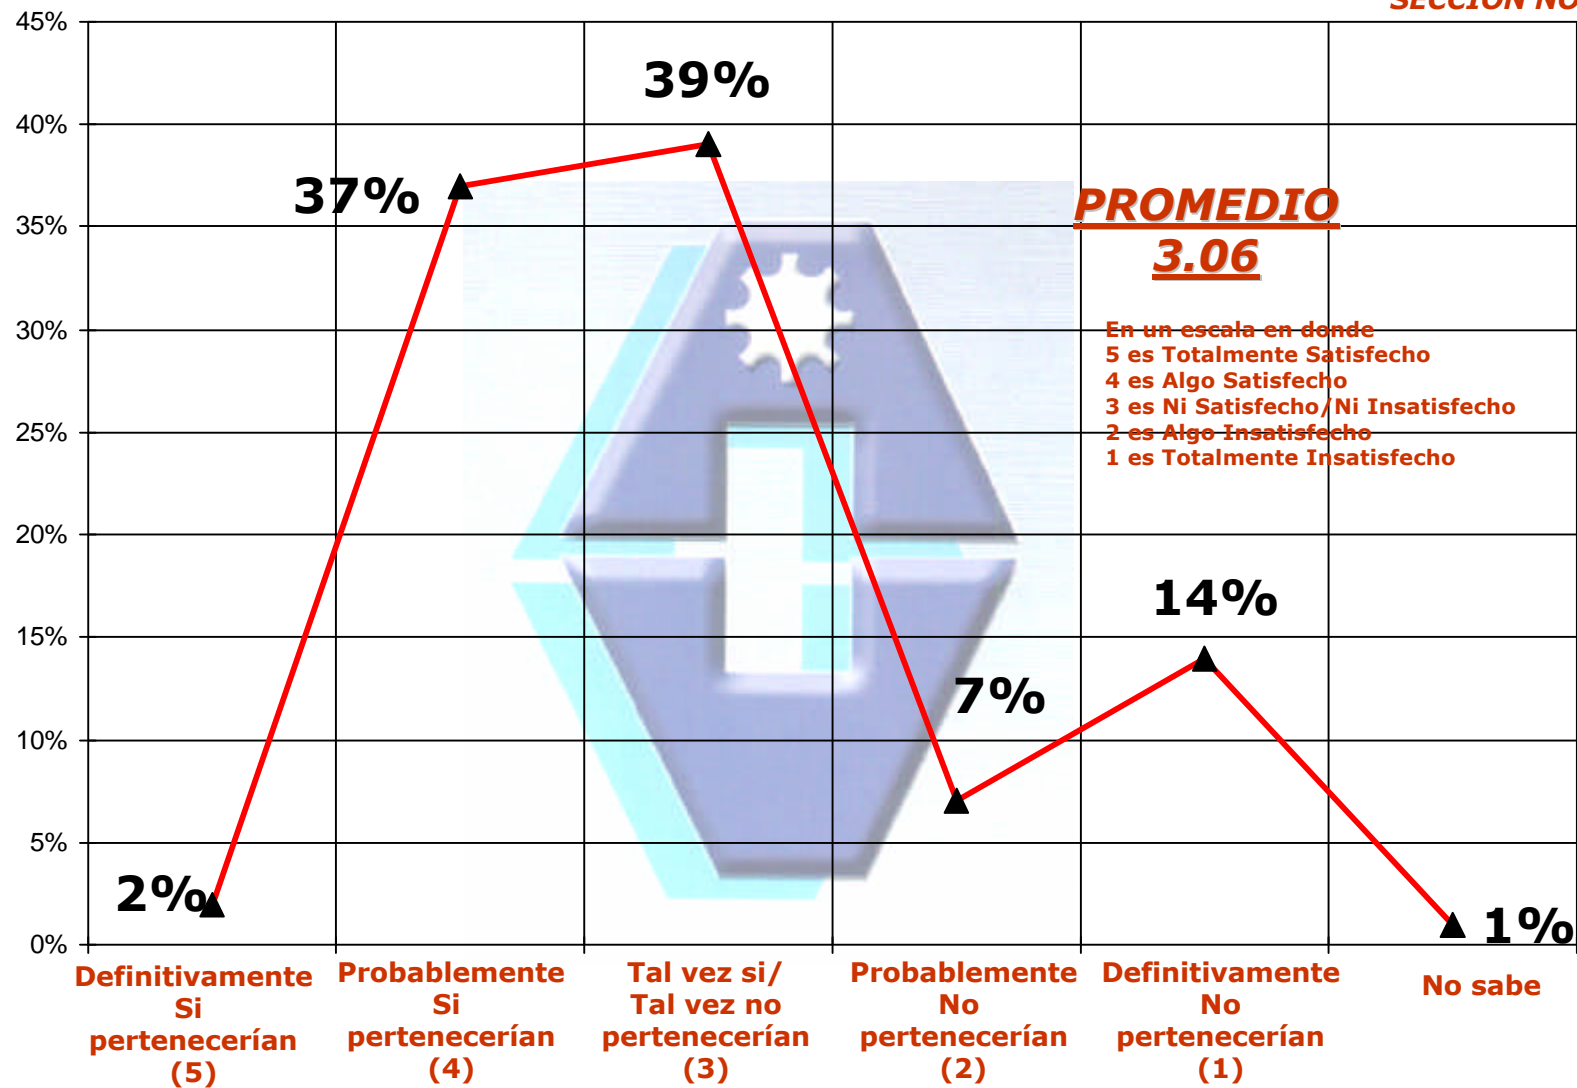 SECCION NO
45%
40%
35%
30%
25%
20%
15%
10%
5%
0%
39%
37%
14%
7%
2%
1%
PROMEDIO
3.06
En un escala en donde
5 es Totalmente Satisfecho
4 es Algo Satisfecho
3 es Ni Satisfecho/Ni Insatisfecho
2 es Algo Insatisfecho
1 es Totalmente Insatisfecho
Definitivamente
Si
pertenecerían
(5)
Probablemente
Si
pertenecerían
(4)
Tal vez si/
Tal vez no
pertenecerían
(3)
Probablemente
No
pertenecerían
(2)
Definitivamente
No
pertenecerían
(1)
No sabe